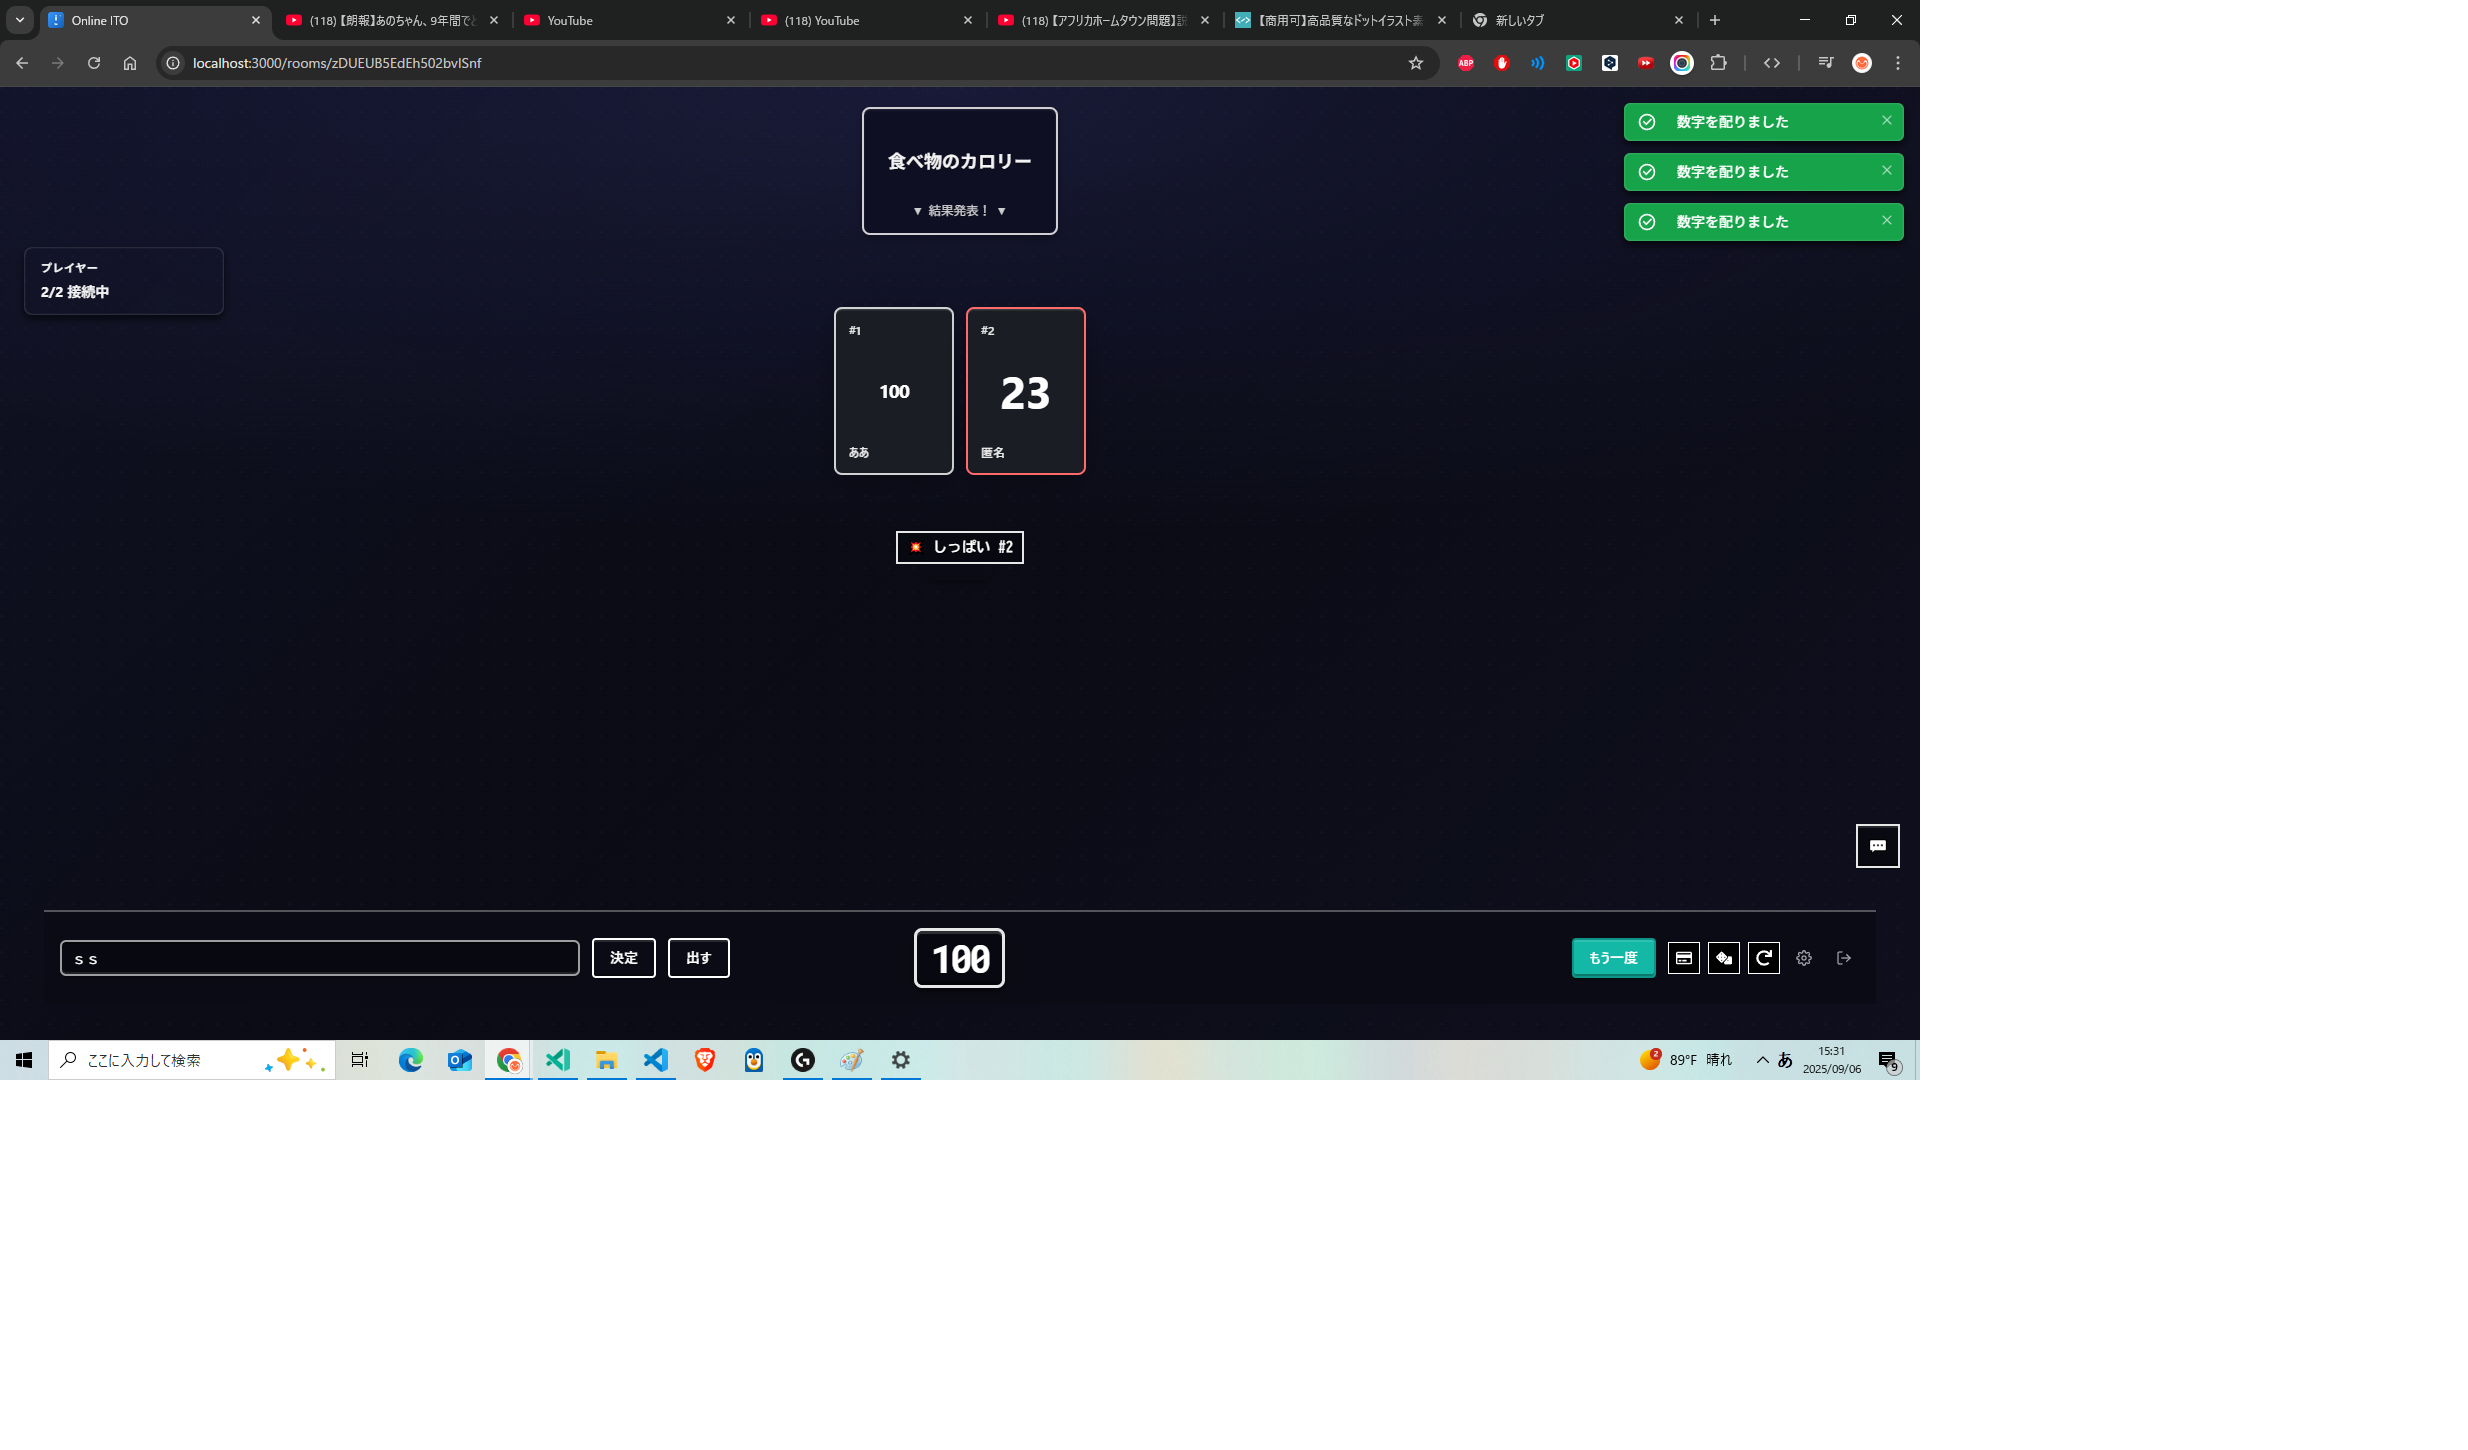 Online ITO
(118)【朗報】あのちゃん、9年間でと
YouTube
(118) YouTube
(118)【アフリカホームタウン問題】説
【商用可】高品質なドットイラスト素
新しいタブ
localhost:3000/rooms/zDUEUB5EdEh502bvlSnf
ABP
食べ物のカロリー
▼ 結果発表！ ▼
数字を配りました
数字を配りました
数字を配りました
プレイヤー
2/2 接続中
#1
100
ああ
#2
23
匿名
しっぱい #2
ｓｓ
決定
出す
100
もう一度
ここに入力して検索
2
89°F 晴れ
あ
15:31
2025/09/06
9